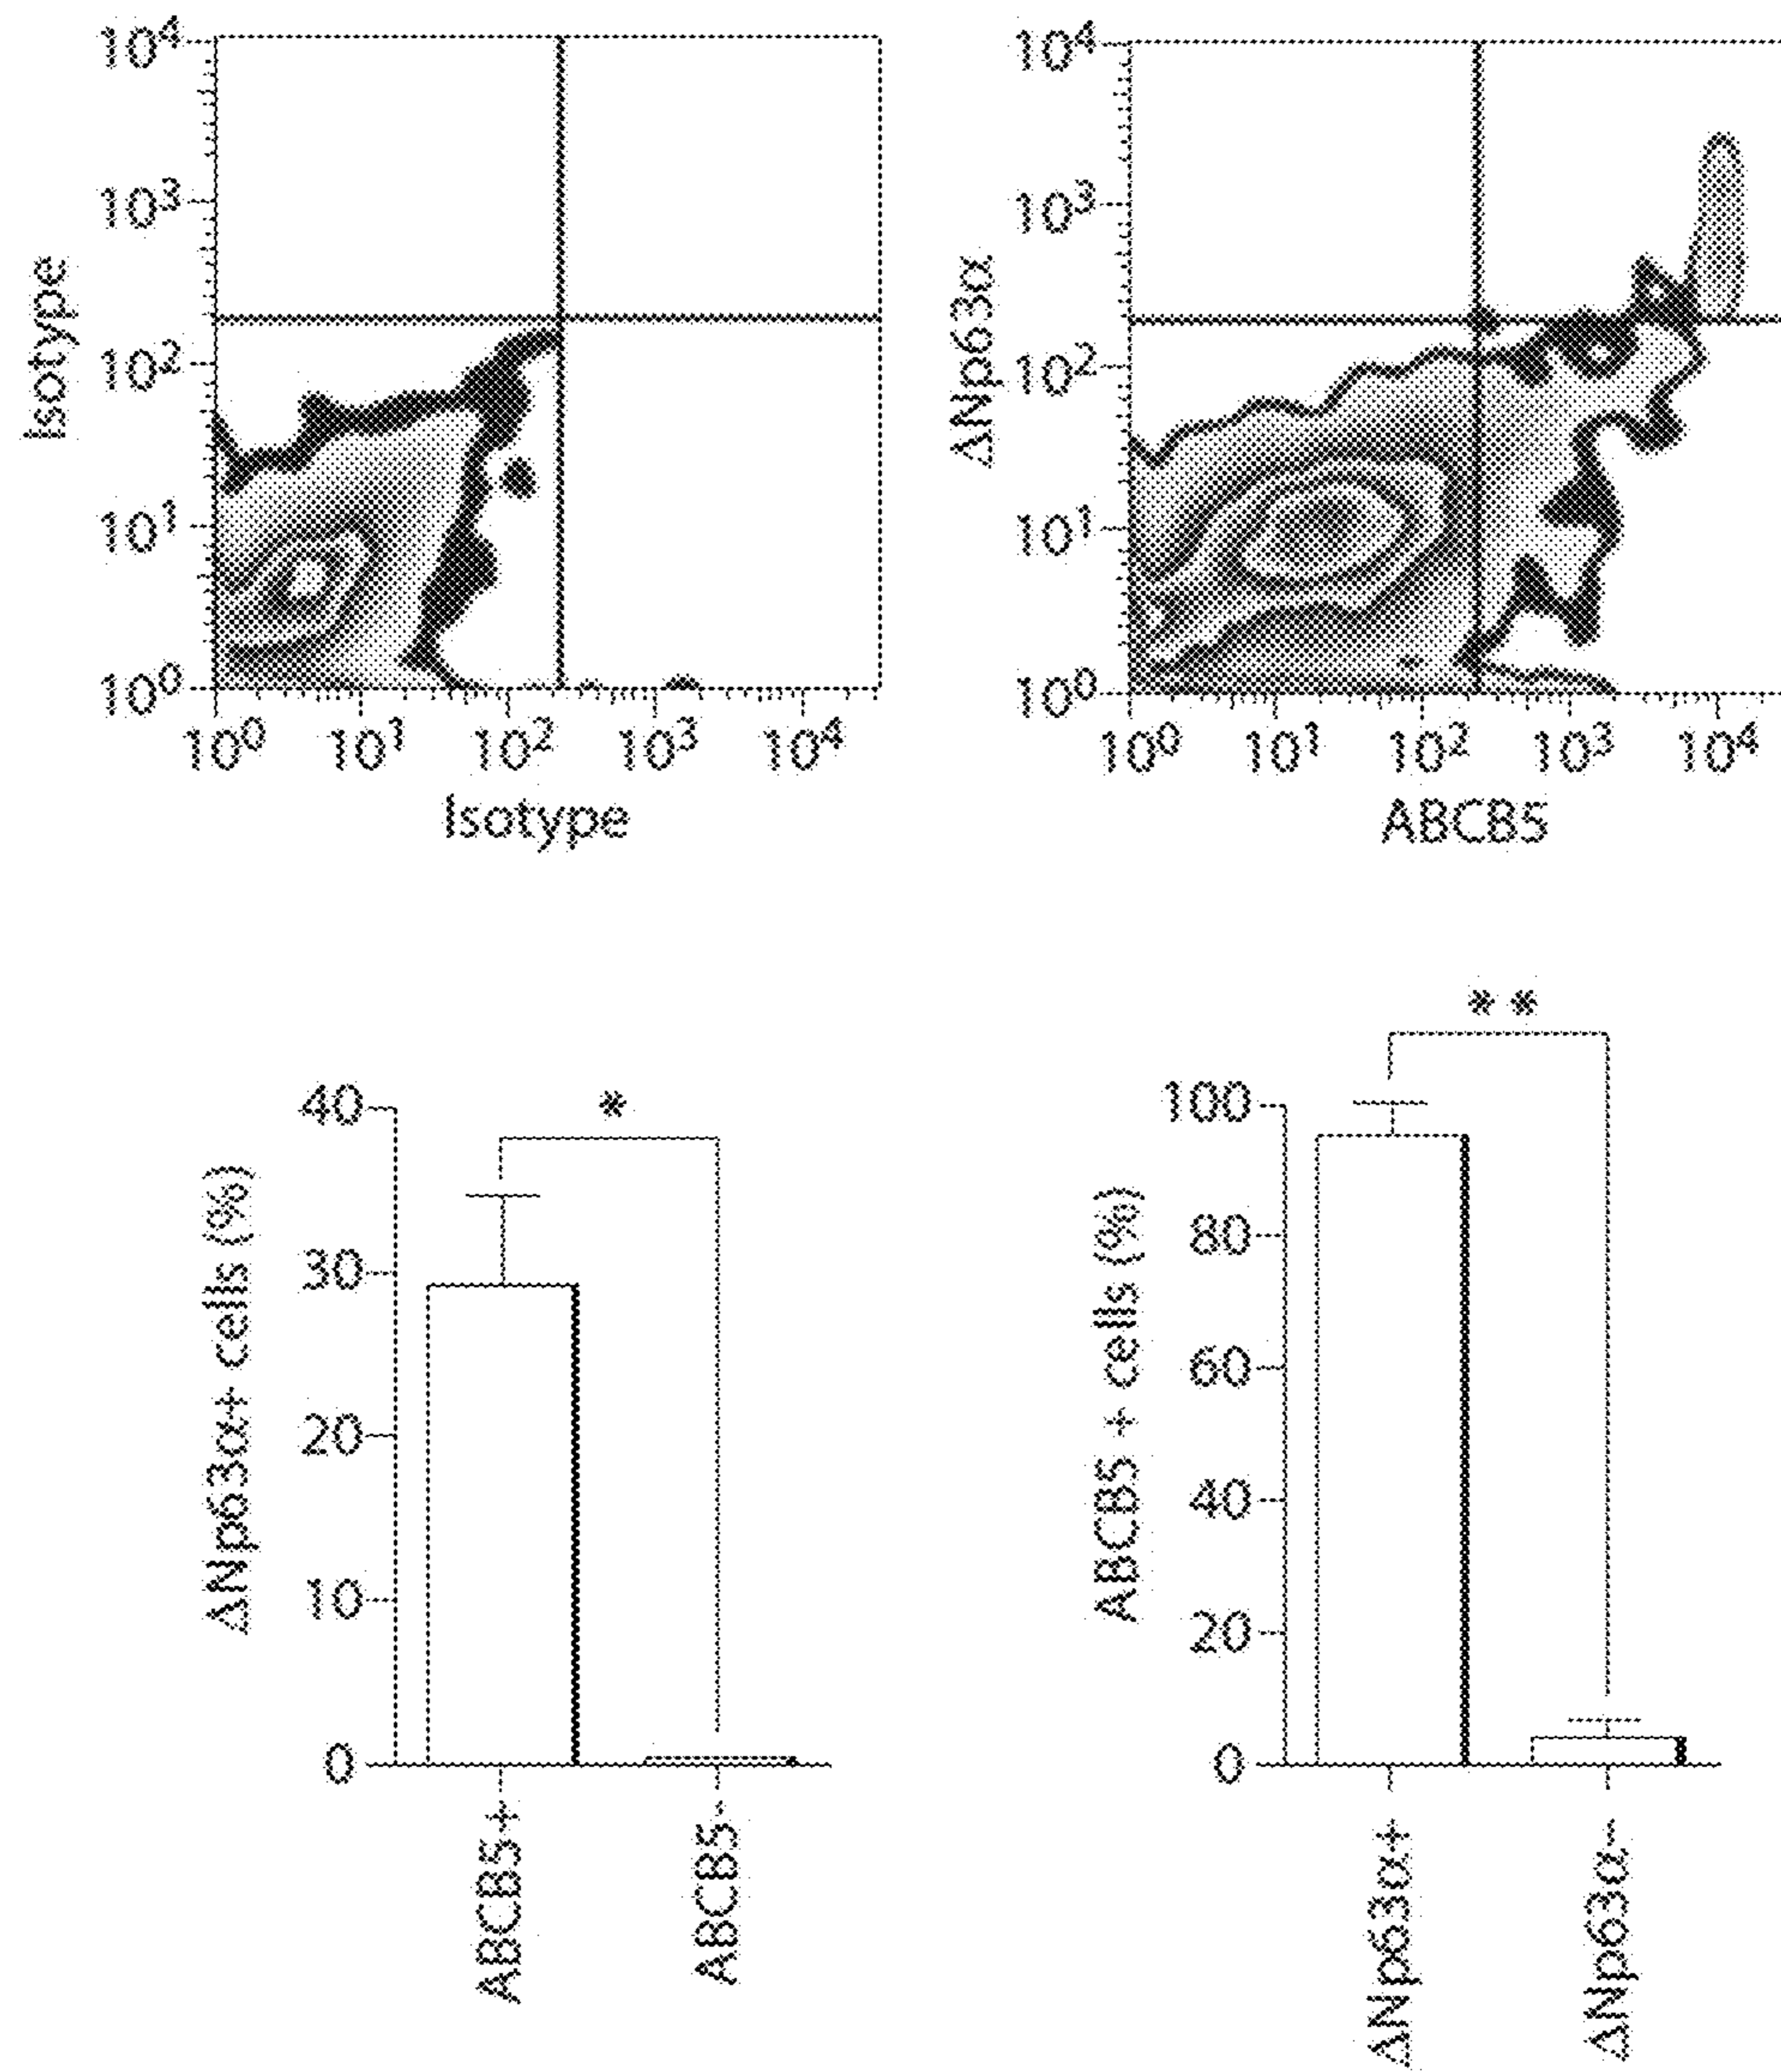 10⁴
10³
10²
10¹
10⁰
Isotype
10⁰ 10¹ 10² 10³ 10⁴
Isotype
10⁴
10³
10²
10¹
10⁰
ΔNp63α
10⁰ 10¹ 10² 10³ 10⁴
ABCB5
*
40
30
20
10
0
ΔNp63α+ cells (%)
ABCB5+
ABCB5-
**
100
80
60
40
20
0
ABCB5 + cells (%)
ΔNp63α+
ΔNp63α-